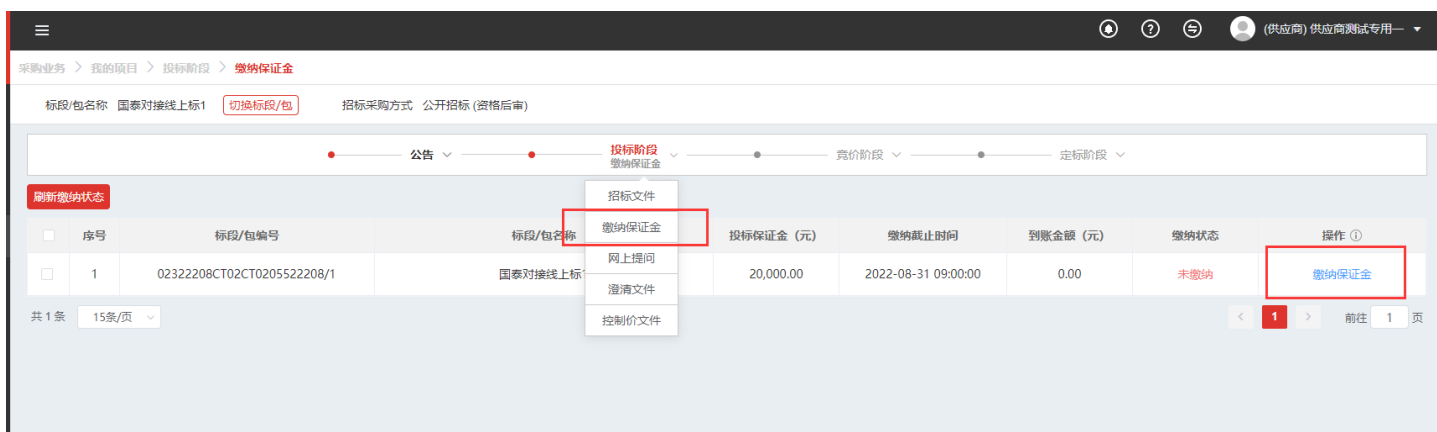 (供应商) 供应商测试专用一
采购业务 > 我的项目 > 投标阶段 > 缴纳保证金
标段/包名称 国泰对接线上标1 切换标段/包 招标采购方式 公开招标 (资格后审)
公告 投标阶段 竞价阶段 定标阶段
缴纳保证金
刷新缴纳状态
招标文件
缴纳保证金
网上提问
澄清文件
控制价文件
序号 标段/包编号 标段/包名称 投标保证金（元） 缴纳截止时间 到账金额（元） 缴纳状态 操作
1 02322208CT02CT0205522208/1 国泰对接线上标 20,000.00 2022-08-31 09:00:00 0.00 未缴纳 缴纳保证金
共 1 条 15条/页 < 1 > 前往 1 页